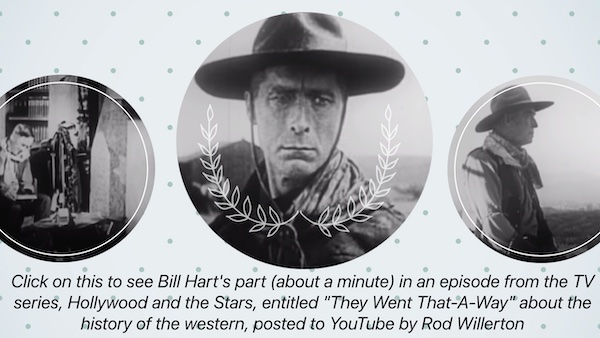 Click on this to see Bill Hart's part (about a minute) in an episode from the TV
series, Hollywood and the Stars, entitled "They Went That-A-Way" about the
history of the western, posted to YouTube by Rod Willerton